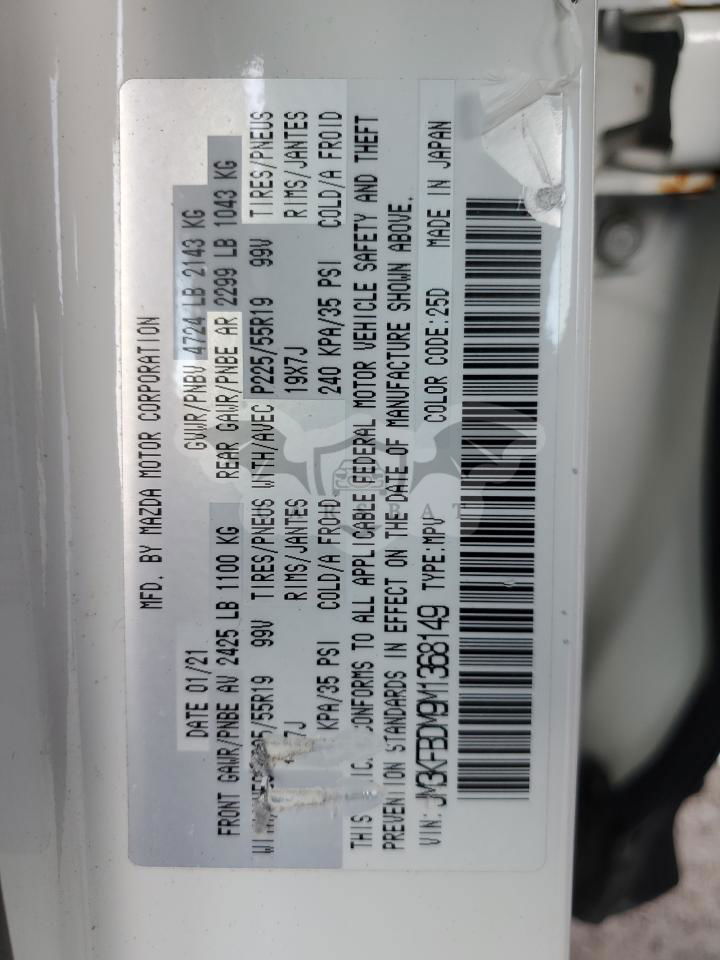 MFD. BY MAZDA MOTOR CORPORATION
DATE 01/21 GVWR/PNBV 4724 LB 2143 KG
FRONT GAWR/PNBE AV 2425 LB 1100 KG REAR GAWR/PNBE AR 2299 LB 1043 KG
55R19 99V TIRES/PNEUS WITH/AVEC P225/55R19 99V TIRES/PNEUS
7J RIMS/JANTES 19X7J RIMS/JANTES
KPA/35 PSI COLD/A FROID 240 KPA/35 PSI COLD/A FROID
THIS CONFORMS TO ALL APPLICABLE FEDERAL MOTOR VEHICLE SAFETY AND THEFT
PREVENTION STANDARDS IN EFFECT ON THE DATE OF MANUFACTURE SHOWN ABOVE.
VIN: JM3KFBDM9M1368149 TYPE:MPV COLOR CODE:25D MADE IN JAPAN